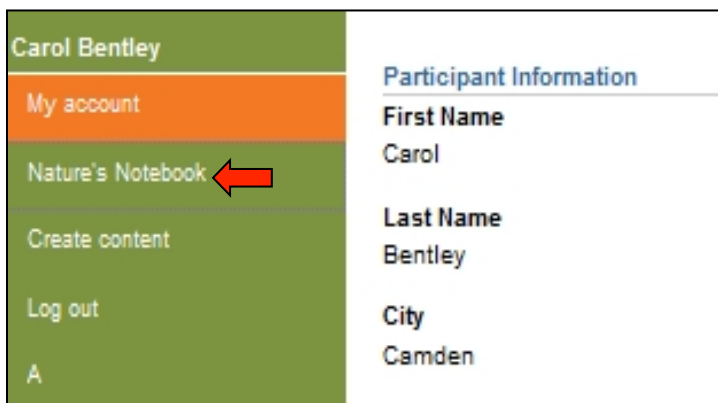 Carol Bentley
My account
Nature's Notebook
Create content
Log out
A
Participant Information
First Name
Carol
Last Name
Bentley
City
Camden